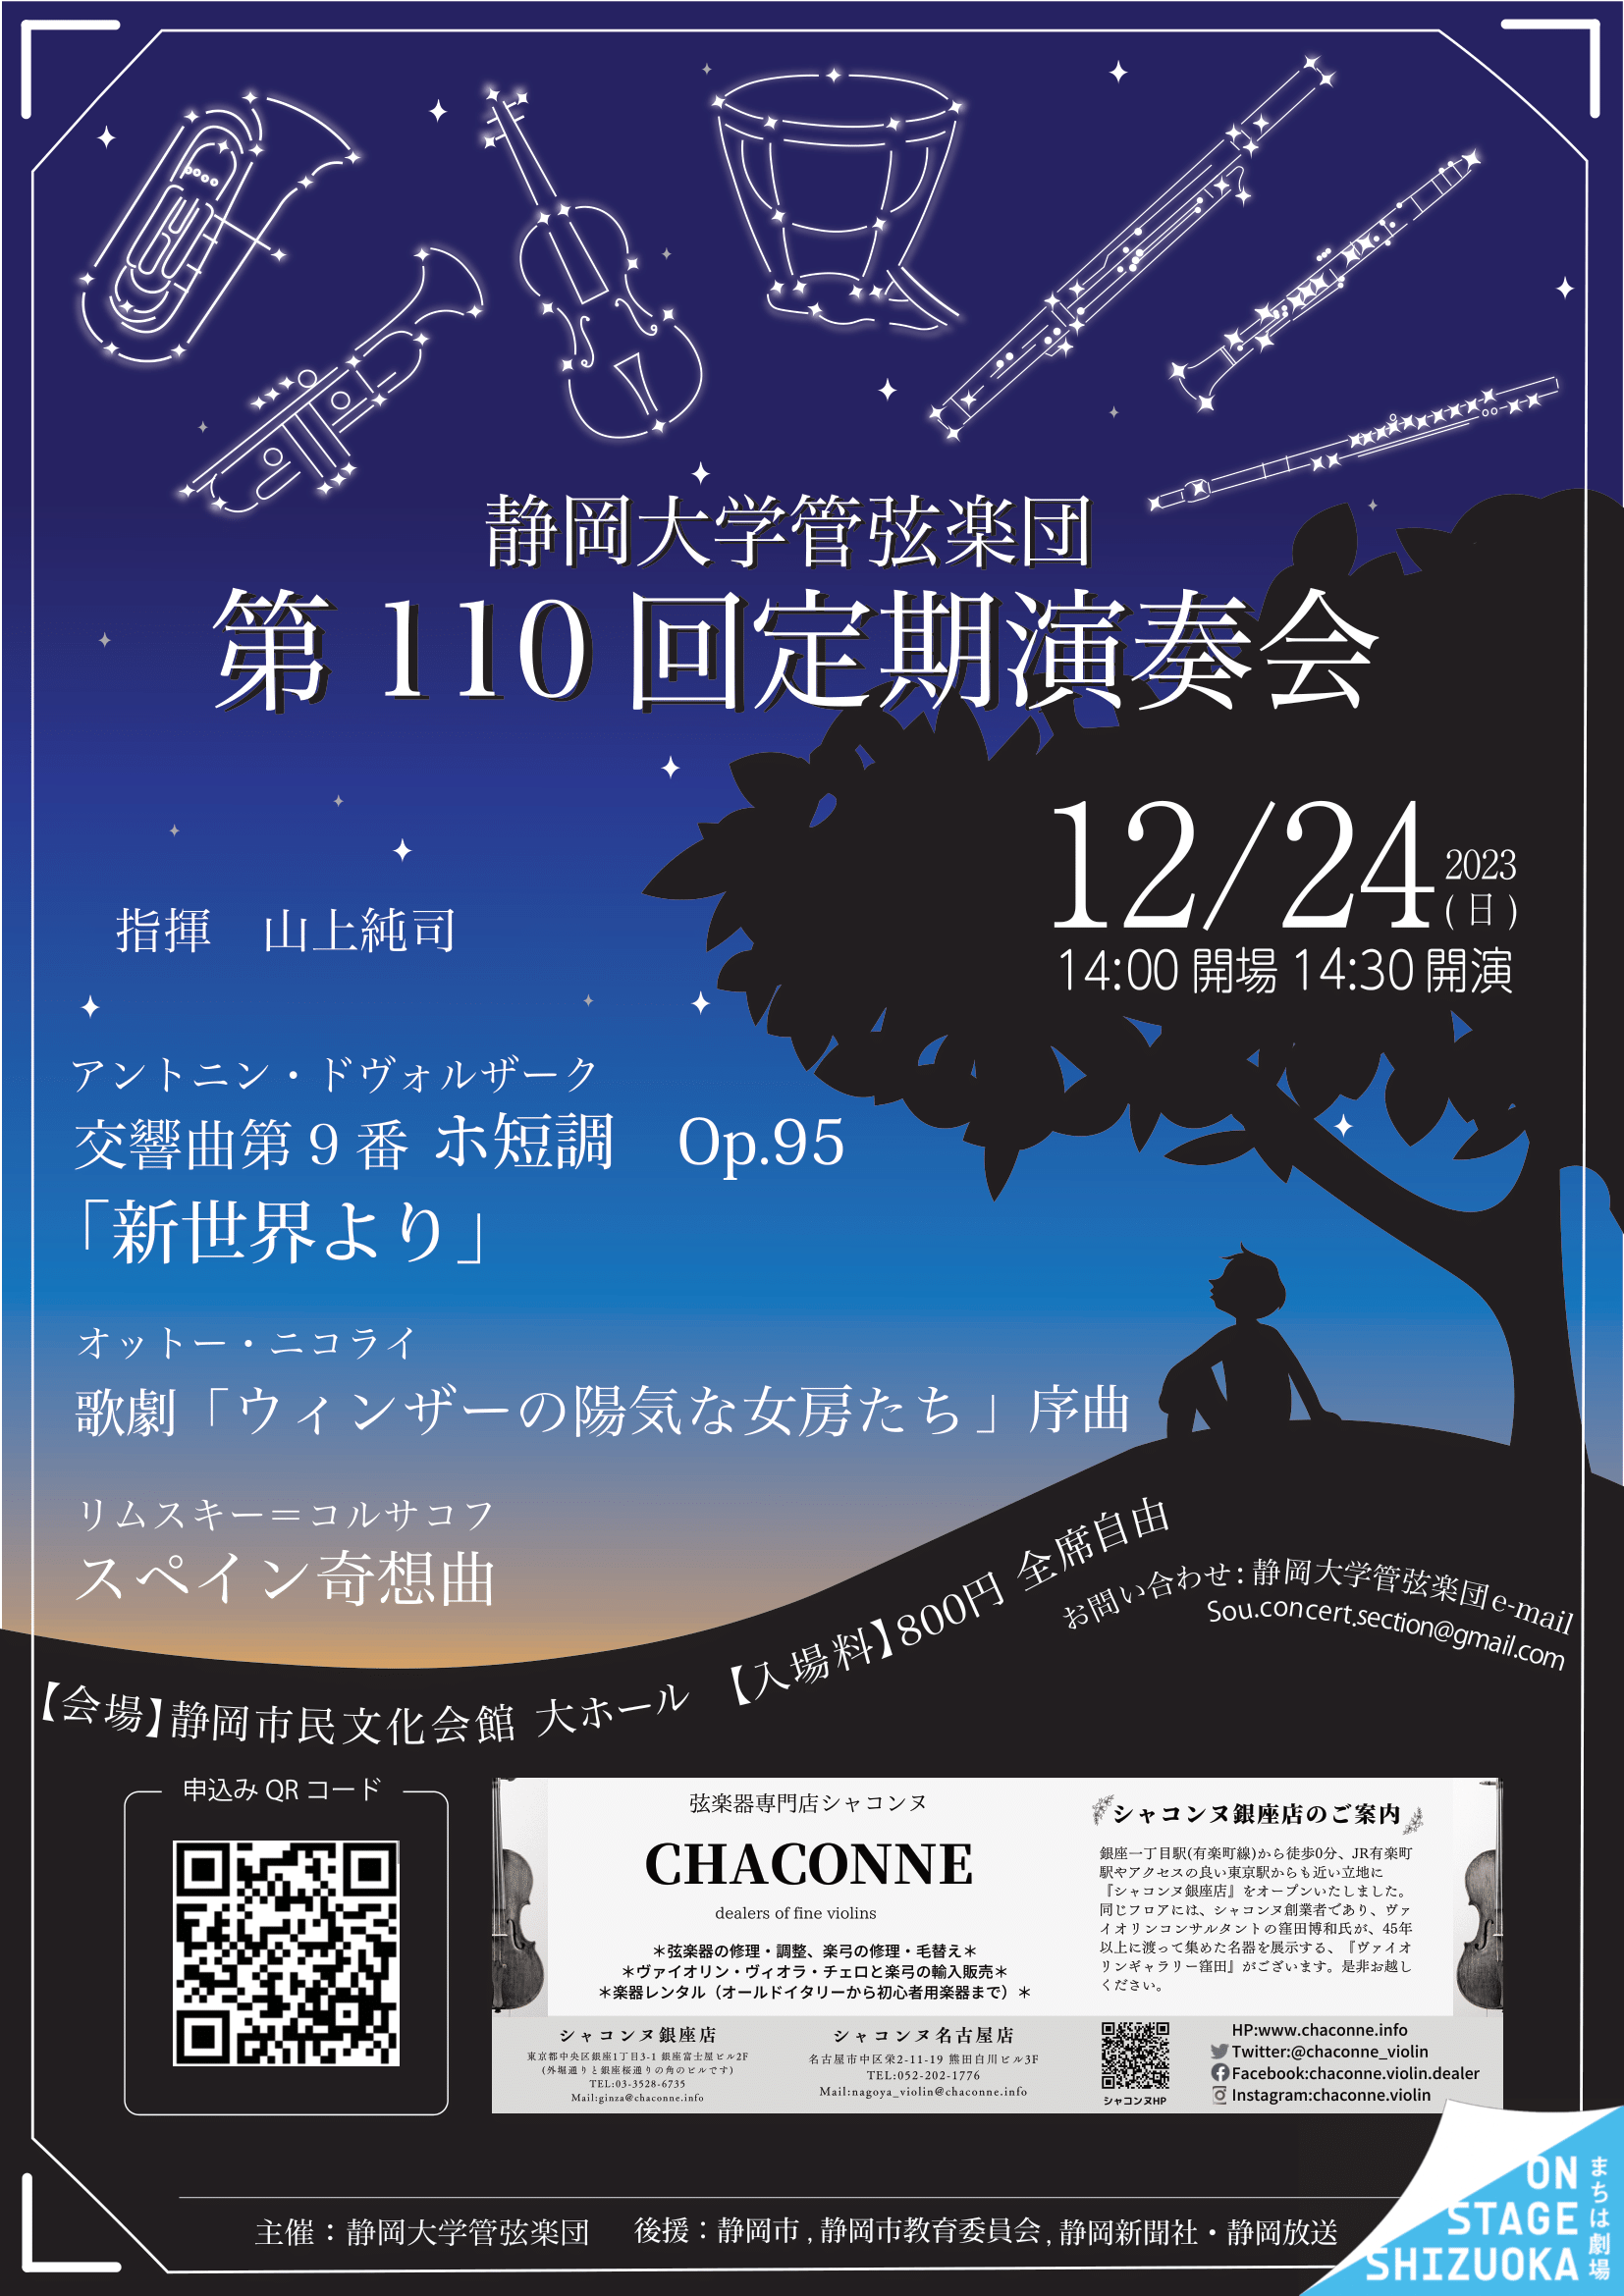 静岡大学管弦楽団
第110回定期演奏会
12/24 2023 (日)
14:00 開場 14:30 開演
指揮　山上純司
アントニン・ドヴォルザーク
交響曲第9番 ホ短調　Op.95
「新世界より」
オットー・ニコライ
歌劇「ウィンザーの陽気な女房たち」序曲
リムスキー＝コルサコフ
スペイン奇想曲
【会場】静岡市民文化会館 大ホール 【入場料】800円 全席自由
お問い合わせ：静岡大学管弦楽団e-mail
Sou.concert.section@gmail.com
申込みQRコード
弦楽器専門店シャコンヌ
CHACONNE
dealers of fine violins
＊弦楽器の修理・調整、楽弓の修理・毛替え＊
＊ヴァイオリン・ヴィオラ・チェロと楽弓の輸入販売＊
＊楽器レンタル（オールドイタリーから初心者用楽器まで）＊
シャコンヌ銀座店のご案内
銀座一丁目駅(有楽町線)から徒歩0分、JR有楽町
駅やアクセスの良い東京駅からも近い立地に
『シャコンヌ銀座店』をオープンいたしました。
同じフロアには、シャコンヌ創業者であり、ヴァ
イオリンコンサルタントの窪田博和氏が、45年
以上に渡って集めた名器を展示する、『ヴァイオ
リンギャラリー窪田』がございます。是非お越し
ください。
シャコンヌ銀座店
東京都中央区銀座1丁目3-1 銀座富士屋ビル2F
(外堀通りと銀座桜通りの角のビルです)
TEL:03-3528-6735
Mail:ginza@chaconne.info
シャコンヌ名古屋店
名古屋市中区栄2-11-19 熊田白川ビル3F
TEL:052-202-1776
Mail:nagoya_violin@chaconne.info
シャコンヌHP
HP:www.chaconne.info
Twitter:@chaconne_violin
Facebook:chaconne.violin.dealer
Instagram:chaconne.violin
主催：静岡大学管弦楽団　後援：静岡市，静岡市教育委員会，静岡新聞社・静岡放送
ON
STAGE
SHIZUOKA
まちは劇場